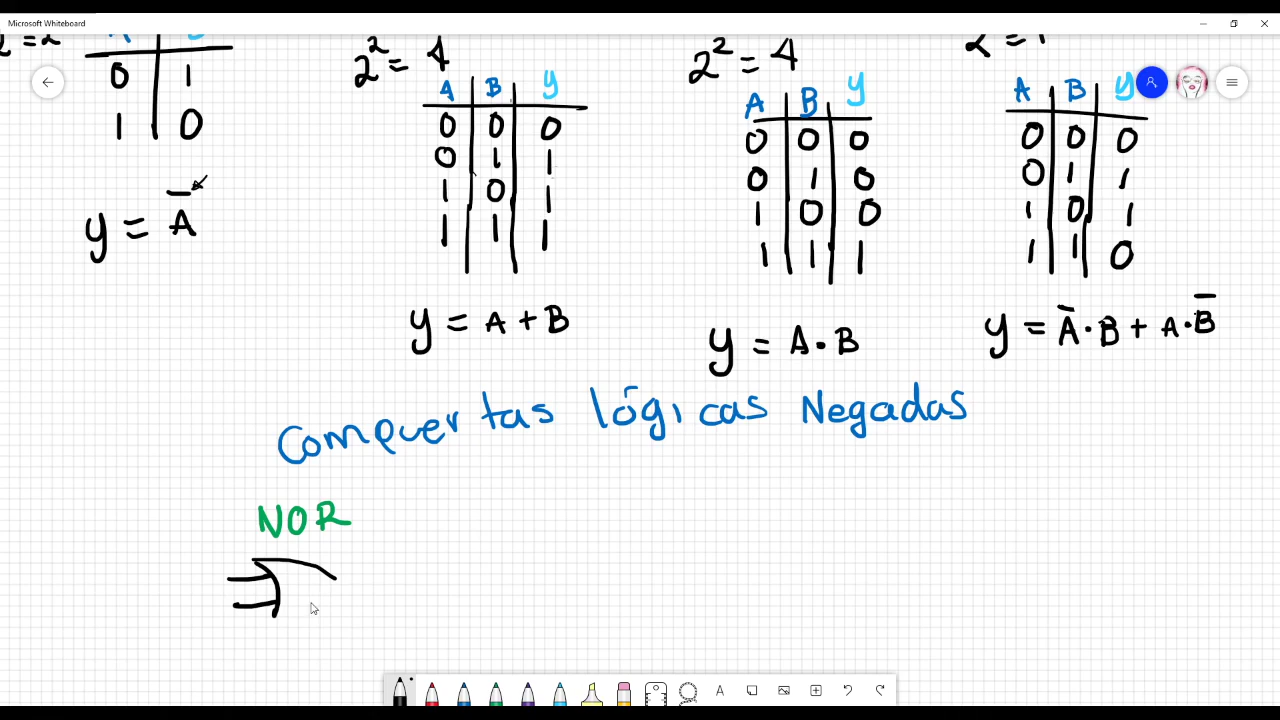 Microsoft Whiteboard
2² = 4
2² = 4
0 1
1 0
y = A̅
A B y
0 0 0
0 1 1
1 0 1
1 1 1
y = A + B
A B y
0 0 0
0 1 0
1 0 0
1 1 1
y = A · B
A B y
0 0 0
0 1 1
1 0 1
1 1 0
y = A̅ · B + A · B̅
Compuertas lógicas Negadas
NOR